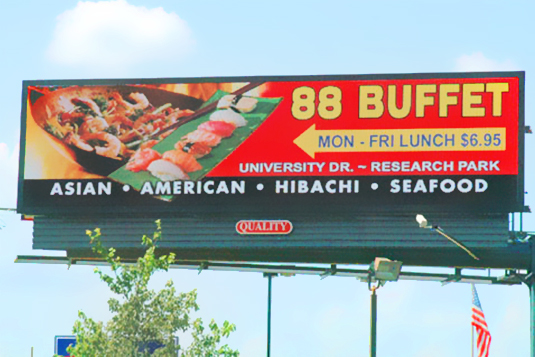 88 BUFFET
MON - FRI LUNCH $6.95
UNIVERSITY DR. ~ RESEARCH PARK
ASIAN • AMERICAN • HIBACHI • SEAFOOD
QUALITY